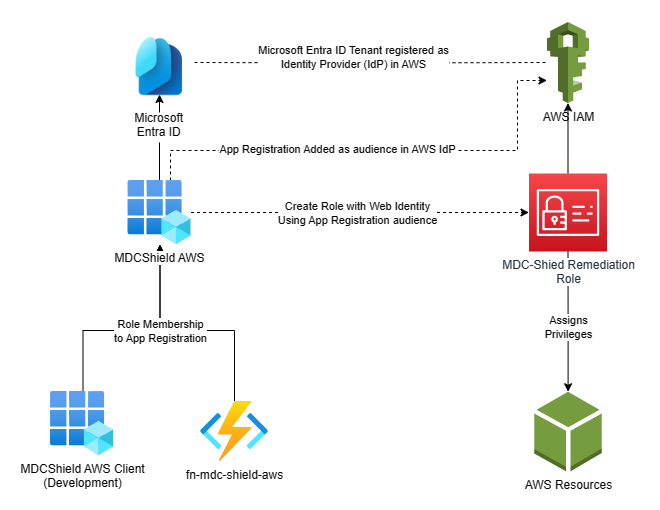 Microsoft Entra ID Tenant registered as
Identity Provider (IdP) in AWS
Microsoft
Entra ID
AWS IAM
App Registration Added as audience in AWS IdP
Create Role with Web Identity
Using App Registration audience
MDCShield AWS
MDC-Shied Remediation
Role
Role Membership
to App Registration
Assigns
Privileges
MDCShield AWS Client
(Development)
fn-mdc-shield-aws
AWS Resources